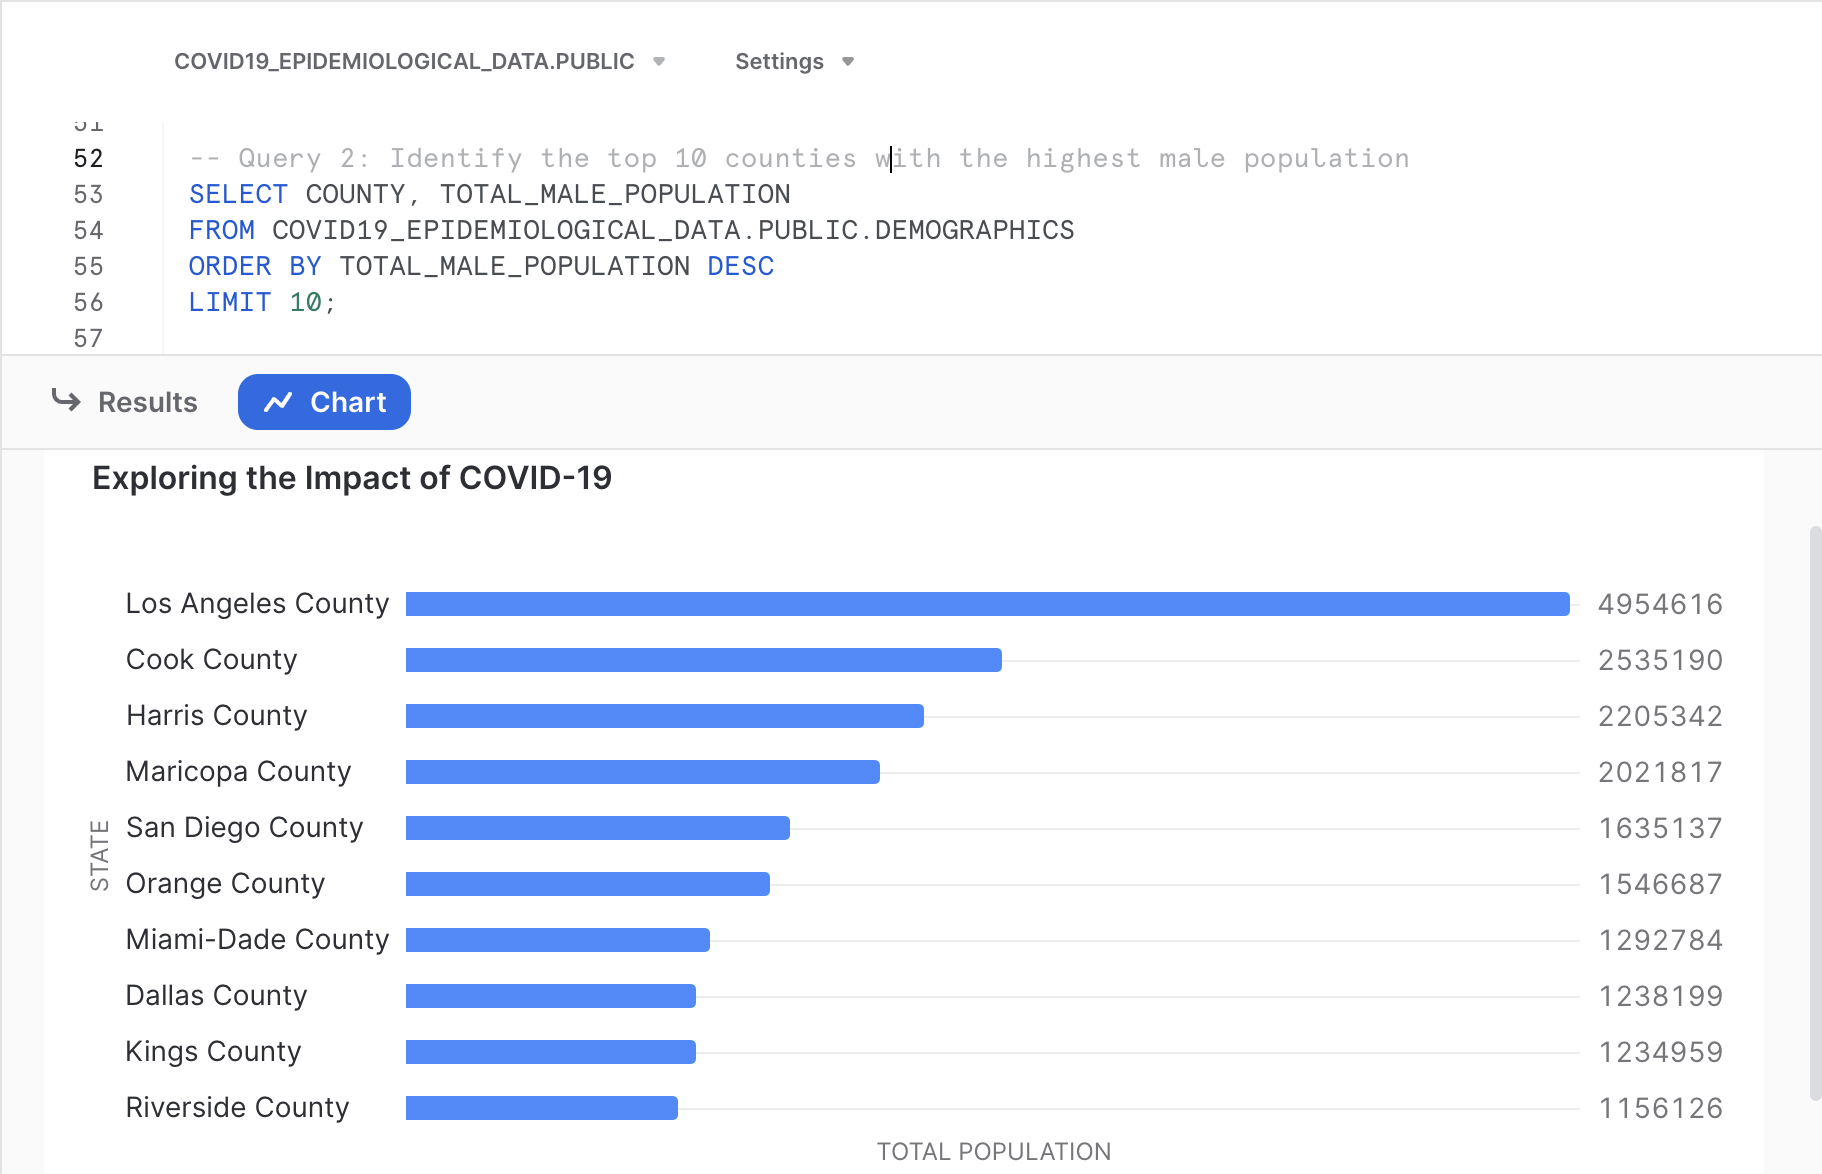 COVID19_EPIDEMIOLOGICAL_DATA.PUBLIC Settings
51
52 -- Query 2: Identify the top 10 counties with the highest male population
53 SELECT COUNTY, TOTAL_MALE_POPULATION
54 FROM COVID19_EPIDEMIOLOGICAL_DATA.PUBLIC.DEMOGRAPHICS
55 ORDER BY TOTAL_MALE_POPULATION DESC
56 LIMIT 10;
57
Results Chart
Exploring the Impact of COVID-19
Los Angeles County 4954616
Cook County 2535190
Harris County 2205342
Maricopa County 2021817
San Diego County 1635137
STATE
Orange County 1546687
Miami-Dade County 1292784
Dallas County 1238199
Kings County 1234959
Riverside County 1156126
TOTAL POPULATION